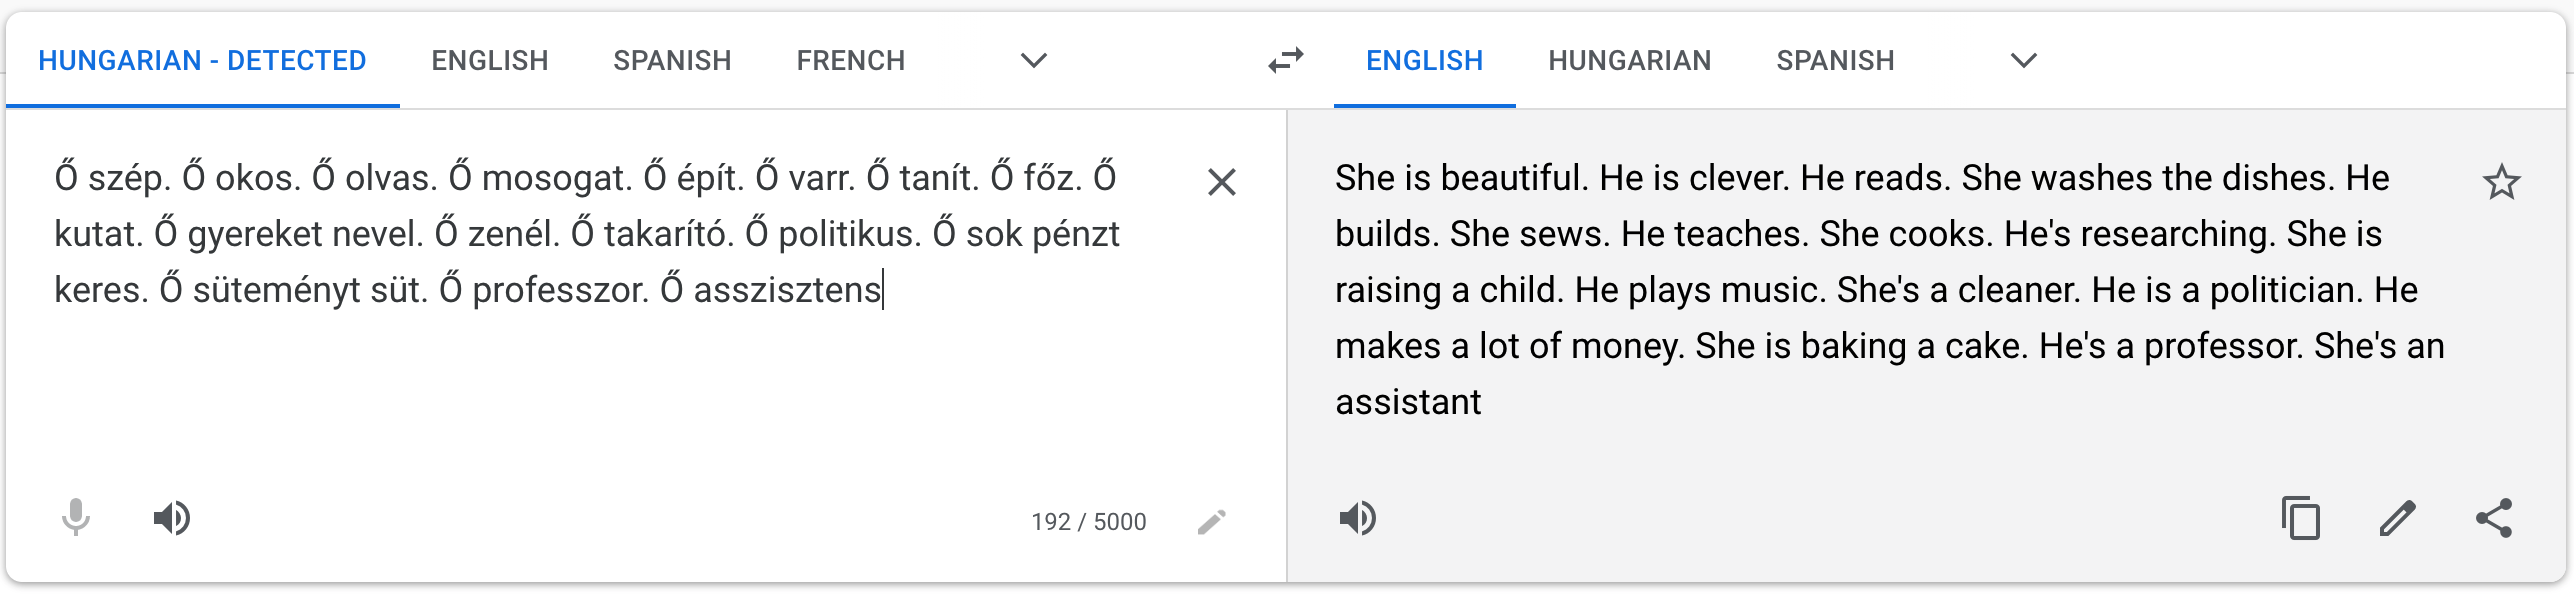 HUNGARIAN - DETECTED ENGLISH SPANISH FRENCH
Ő szép. Ő okos. Ő olvas. Ő mosogat. Ő épít. Ő varr. Ő tanít. Ő főz. Ő
kutat. Ő gyereket nevel. Ő zenél. Ő takarító. Ő politikus. Ő sok pénzt
keres. Ő süteményt süt. Ő professzor. Ő asszisztens
192 / 5000
ENGLISH HUNGARIAN SPANISH
She is beautiful. He is clever. He reads. She washes the dishes. He
builds. She sews. He teaches. She cooks. He's researching. She is
raising a child. He plays music. She's a cleaner. He is a politician. He
makes a lot of money. She is baking a cake. He's a professor. She's an
assistant